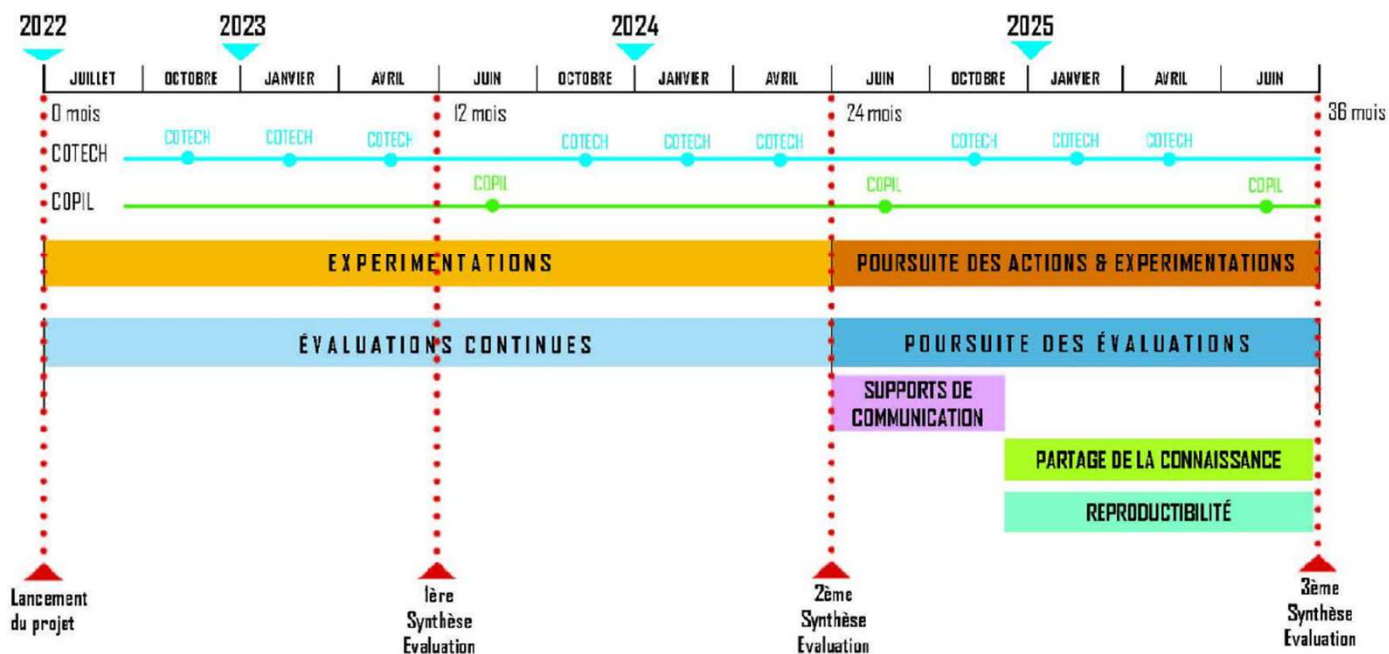 2022 2023 2024 2025
JUILLET OCTOBRE JANVIER AVRIL JUIN OCTOBRE JANVIER AVRIL JUIN OCTOBRE JANVIER AVRIL JUIN
0 mois 12 mois 24 mois 36 mois
COTECH COTECH COTECH COTECH COTECH COTECH COTECH COTECH COTECH
COTECH
COPIL COPIL COPIL
COPIL
EXPERIMENTATIONS POURSUITE DES ACTIONS & EXPERIMENTATIONS
ÉVALUATIONS CONTINUES POURSUITE DES ÉVALUATIONS
SUPPORTS DE
COMMUNICATION
PARTAGE DE LA CONNAISSANCE
REPRODUCTIBILITÉ
Lancement
du projet
1ère
Synthèse
Evaluation
2ème
Synthèse
Evaluation
3ème
Synthèse
Evaluation